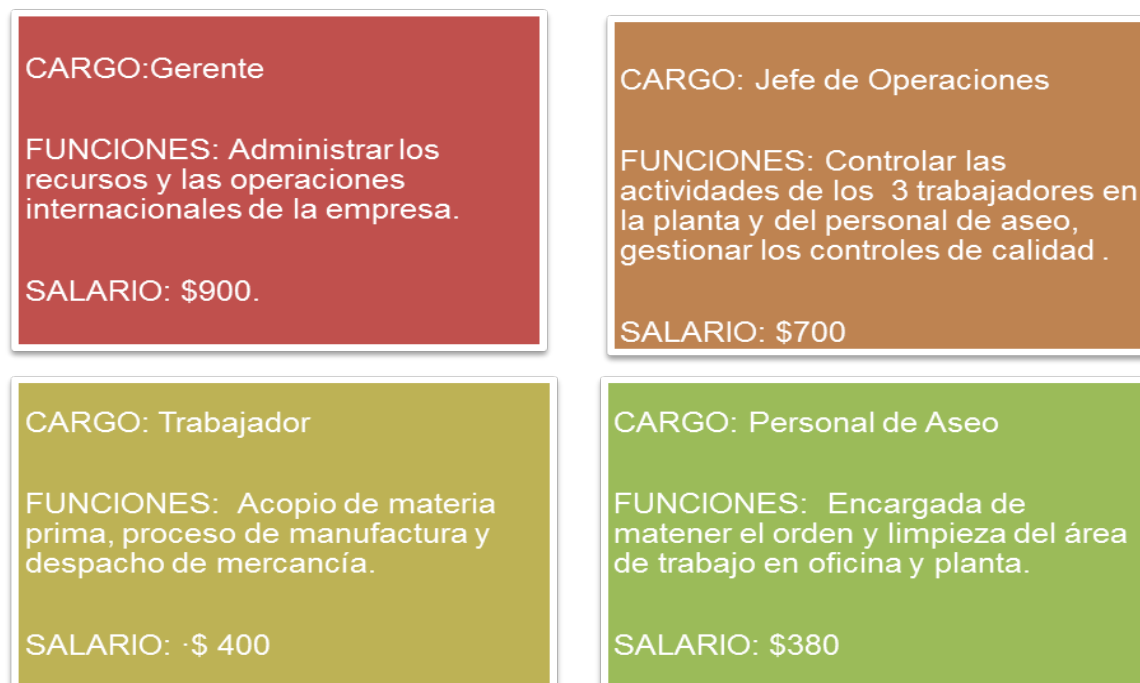 CARGO:Gerente
FUNCIONES: Administrar los
recursos y las operaciones
internacionales de la empresa.
SALARIO: $900.
CARGO: Jefe de Operaciones
FUNCIONES: Controlar las
actividades de los 3 trabajadores en
la planta y del personal de aseo,
gestionar los controles de calidad .
SALARIO: $700
CARGO: Trabajador
FUNCIONES: Acopio de materia
prima, proceso de manufactura y
despacho de mercancía.
SALARIO: ·$ 400
CARGO: Personal de Aseo
FUNCIONES: Encargada de
matener el orden y limpieza del área
de trabajo en oficina y planta.
SALARIO: $380